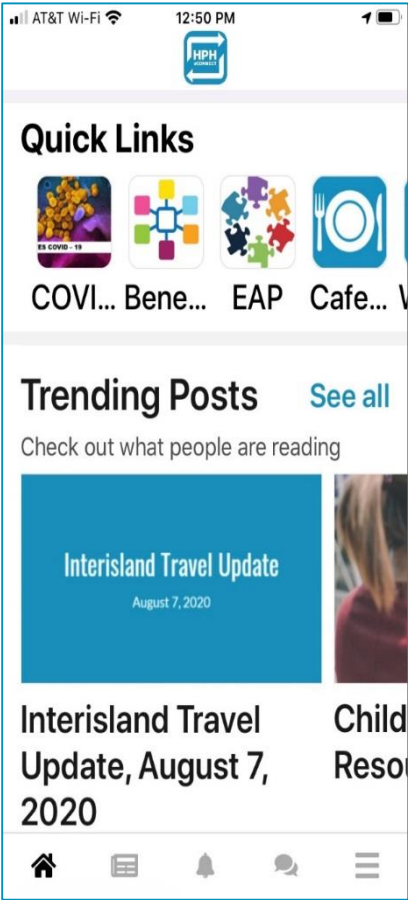 AT&T Wi-Fi 12:50 PM
HPH
Quick Links
ES COVID - 19
COVI... Bene... EAP Cafe...
Trending Posts See all
Check out what people are reading
Interisland Travel Update
August 7, 2020
Interisland Travel Child
Update, August 7, Resou
2020